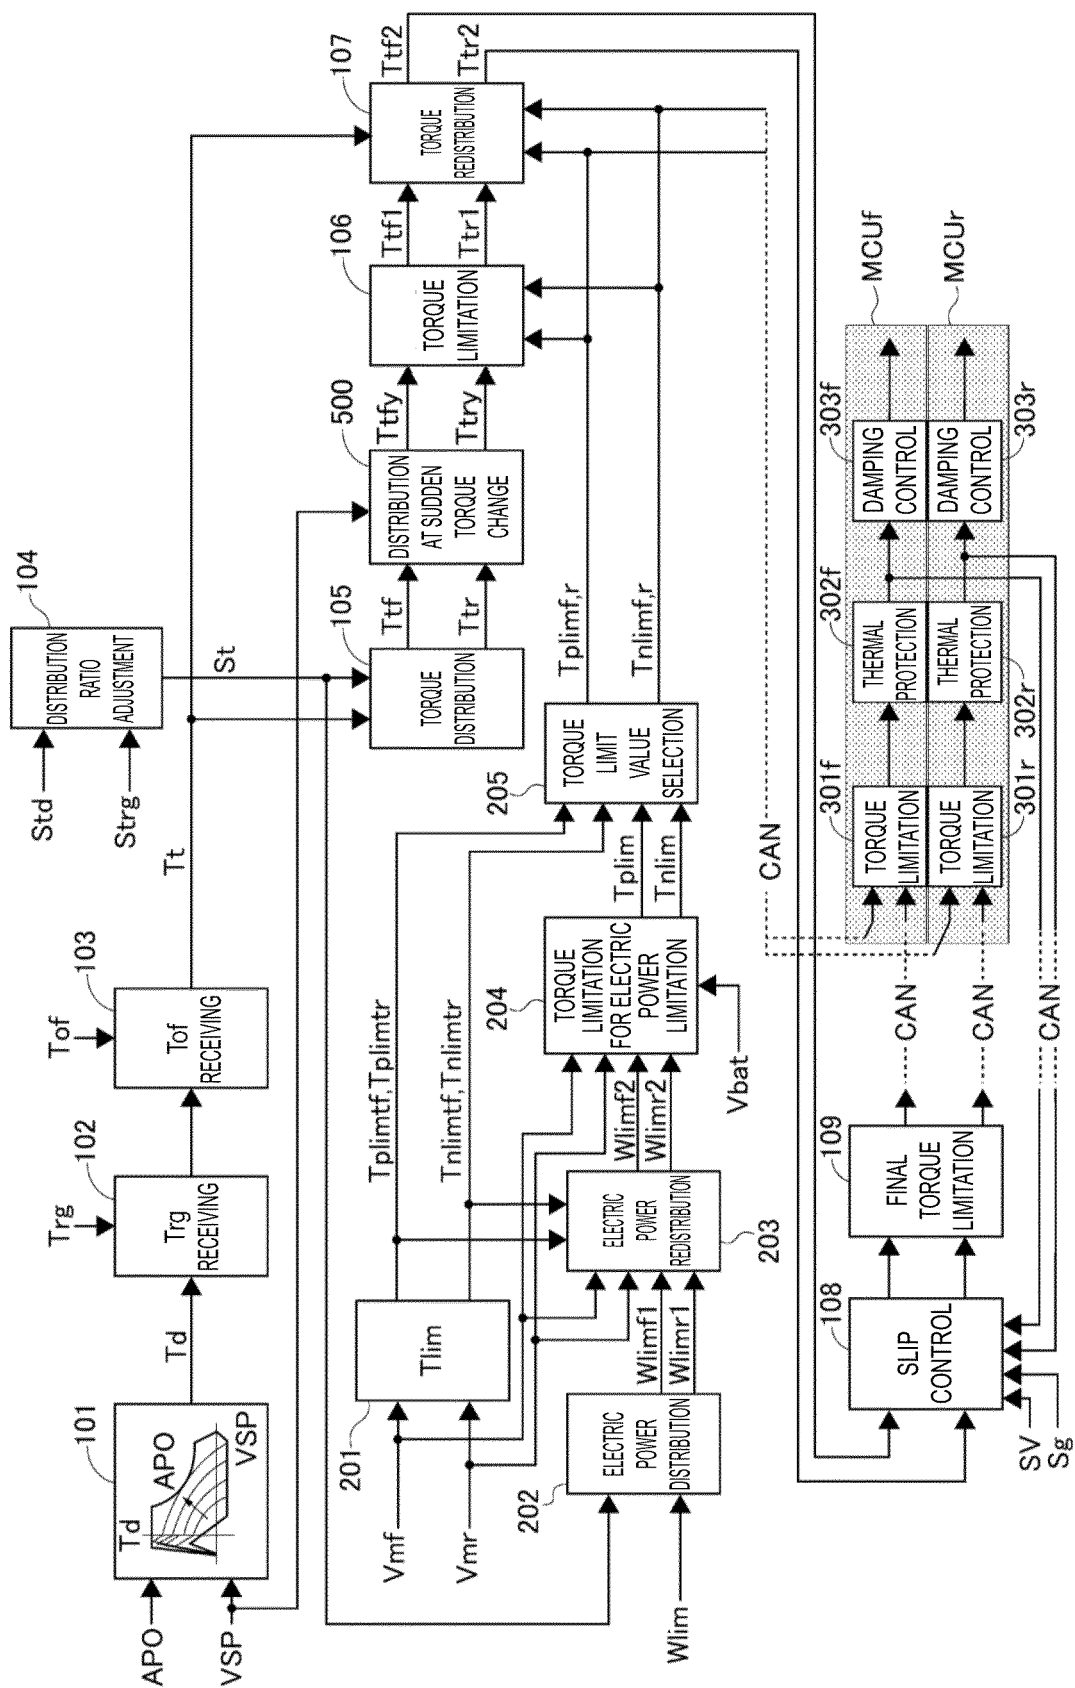 APO
VSP
101
Td
APO
VSP
Td
Trg
102
Trg
RECEIVING
Tof
103
Tof
RECEIVING
Tt
Std
Strg
104
DISTRIBUTION
RATIO
ADJUSTMENT
St
105
TORQUE
DISTRIBUTION
Ttf
Ttr
500
DISTRIBUTION
AT SUDDEN
TORQUE
CHANGE
Ttfy
Ttry
106
TORQUE
LIMITATION
Ttf1
Ttr1
107
TORQUE
REDISTRIBUTION
Ttf2
Ttr2
Vmf
Vmr
201
Tlim
Tplimtf,Tplimtr
Tnlimtf,Tnlimtr
Wlim
202
ELECTRIC
POWER
DISTRIBUTION
Wlimf1
Wlimr1
203
ELECTRIC
POWER
REDISTRIBUTION
Wlimf2
Wlimr2
Vbat
204
TORQUE
LIMITATION
FOR ELECTRIC
POWER
LIMITATION
Tplim
Tnlim
205
TORQUE
LIMIT
VALUE
SELECTION
Tplimf,r
Tnlimf,r
CAN
SV
Sg
108
SLIP
CONTROL
109
FINAL
TORQUE
LIMITATION
CAN
CAN
CAN
301f
TORQUE
LIMITATION
302f
THERMAL
PROTECTION
303f
DAMPING
CONTROL
MCUf
TORQUE
LIMITATION
301r
THERMAL
PROTECTION
302r
DAMPING
CONTROL
303r
MCUr